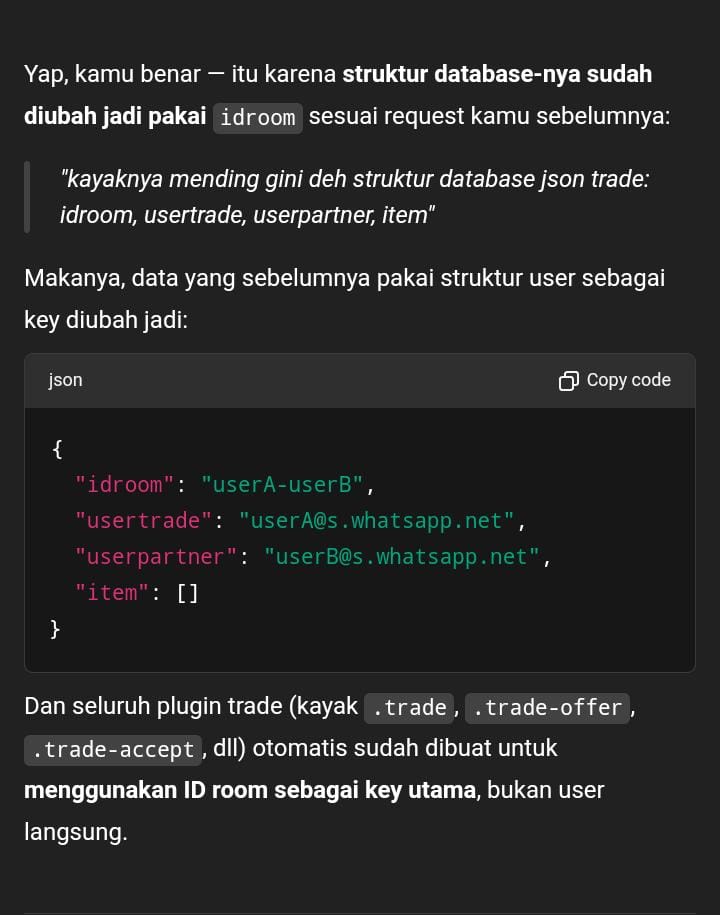 Yap, kamu benar — itu karena struktur database-nya sudah
diubah jadi pakai idroom sesuai request kamu sebelumnya:
"kayaknya mending gini deh struktur database json trade:
idroom, usertrade, userpartner, item"
Makanya, data yang sebelumnya pakai struktur user sebagai
key diubah jadi:
json Copy code
{
"idroom": "userA-userB",
"usertrade": "userA@s.whatsapp.net",
"userpartner": "userB@s.whatsapp.net",
"item": []
}
Dan seluruh plugin trade (kayak .trade, .trade-offer,
.trade-accept, dll) otomatis sudah dibuat untuk
menggunakan ID room sebagai key utama, bukan user
langsung.